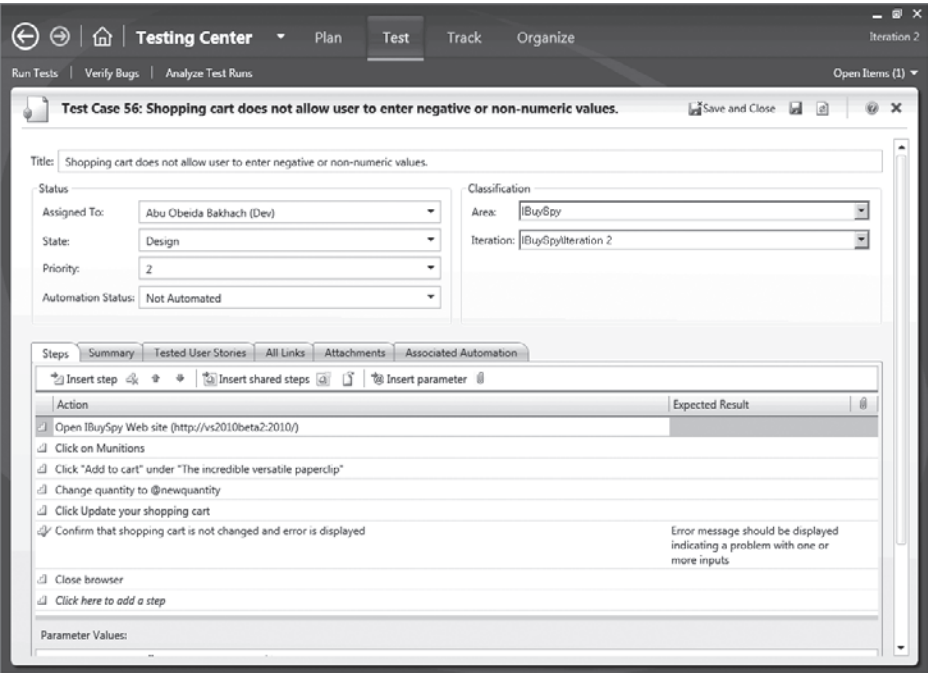 Testing Center Plan Test Track Organize Iteration 2
Run Tests Verify Bugs Analyze Test Runs Open Items (1)
Test Case 56: Shopping cart does not allow user to enter negative or non-numeric values. Save and Close
Title: Shopping cart does not allow user to enter negative or non-numeric values.
Status Classification
Assigned To: Abu Obeida Bakhach (Dev) Area: IBuySpy
State: Design Iteration: IBuySpy\Iteration 2
Priority: 2
Automation Status: Not Automated
Steps Summary Tested User Stories All Links Attachments Associated Automation
Insert step Insert shared steps Insert parameter
Action Expected Result
Open IBuySpy Web site (http://vs2010beta2:2010/)
Click on Munitions
Click "Add to cart" under "The incredible versatile paperclip"
Change quantity to @newquantity
Click Update your shopping cart
Confirm that shopping cart is not changed and error is displayed Error message should be displayed
indicating a problem with one or
more inputs
Close browser
Click here to add a step
Parameter Values: